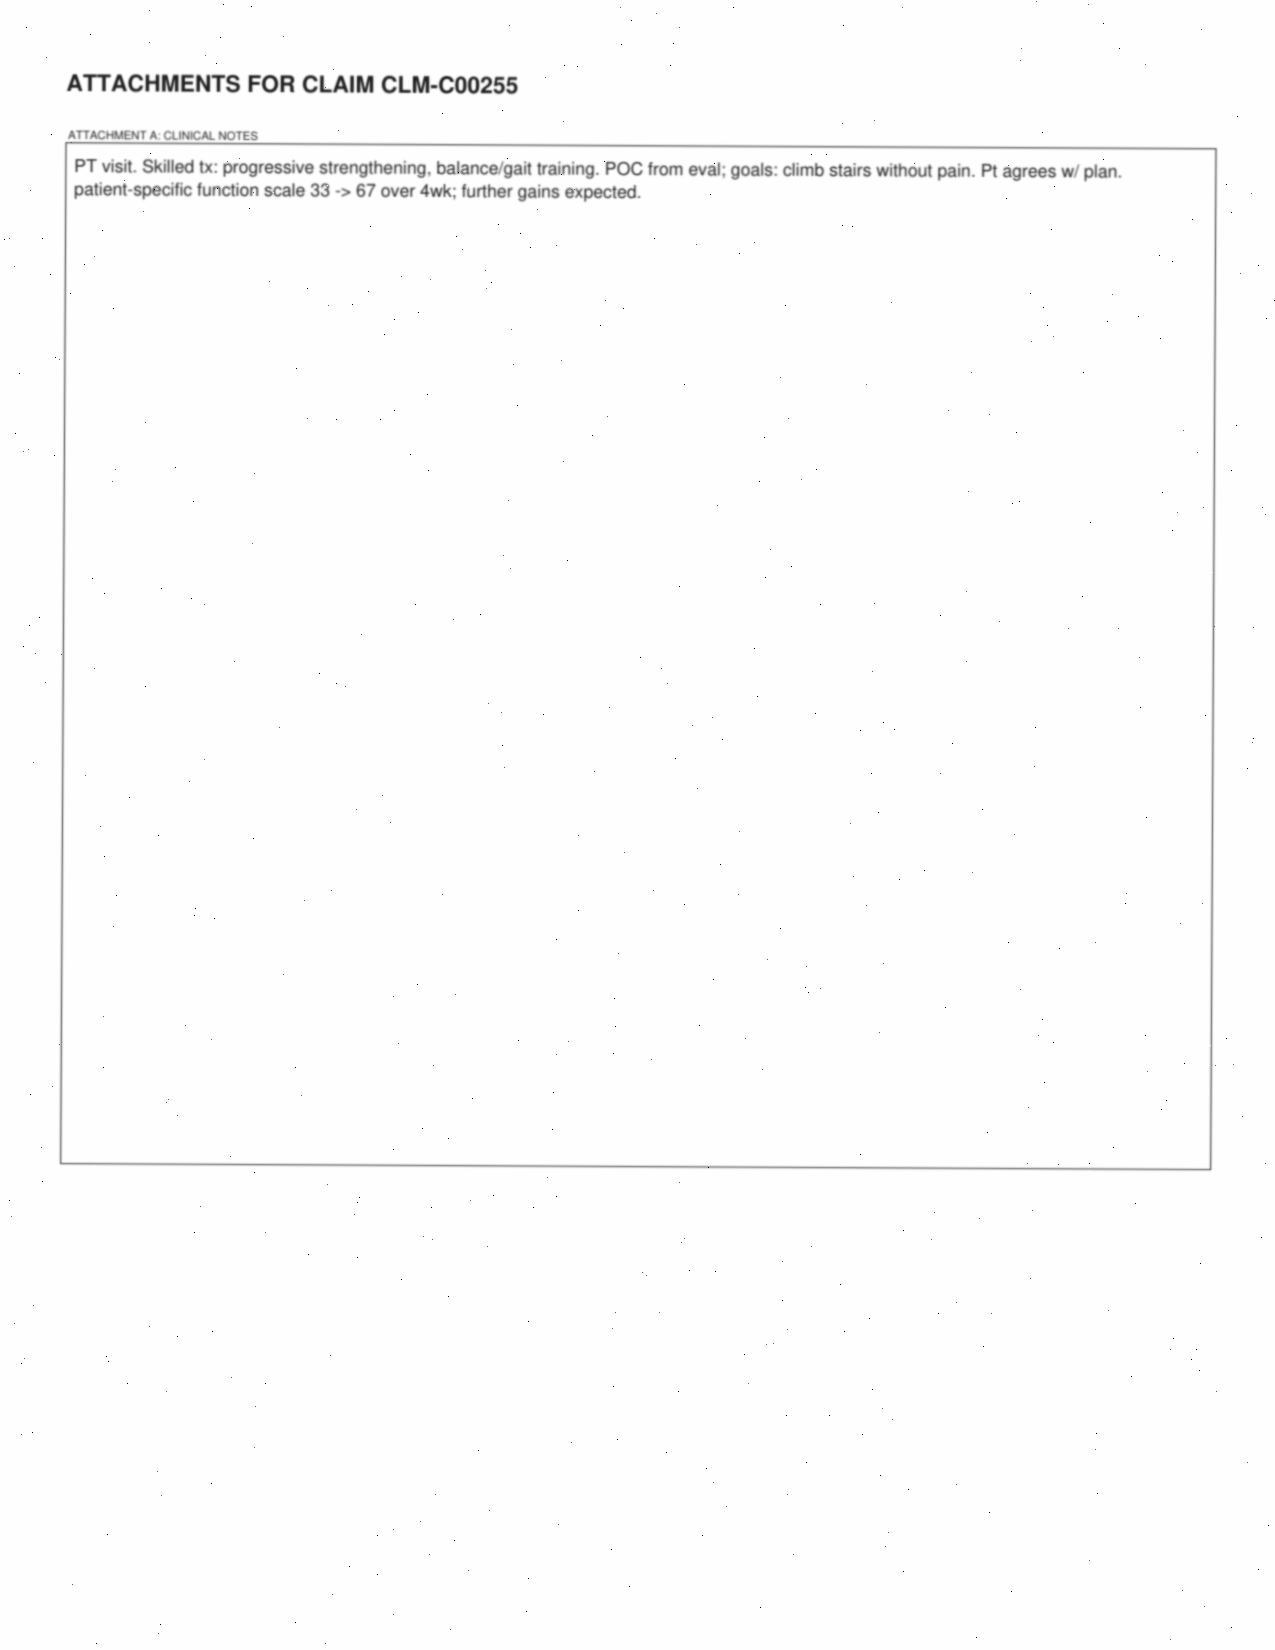 ATTACHMENTS FOR CLAIM CLM-C00255
ATTACHMENT A: CLINICAL NOTES
PT visit. Skilled tx: progressive strengthening, balance/gait training. POC from eval; goals: climb stairs without pain. Pt agrees w/ plan.
patient-specific function scale 33 -> 67 over 4wk; further gains expected.